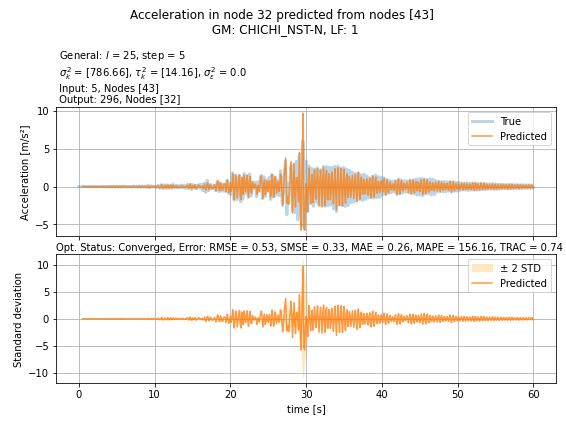 Acceleration in node 32 predicted from nodes [43]
GM: CHICHI_NST-N, LF: 1
General: l = 25, step = 5
σ²ₖ = [786.66], τ²ₖ = [14.16], σ²ε = 0.0
Input: 5, Nodes [43]
Output: 296, Nodes [32]
Acceleration [m/s²]
10
5
0
−5
True
Predicted
Opt. Status: Converged, Error: RMSE = 0.53, SMSE = 0.33, MAE = 0.26, MAPE = 156.16, TRAC = 0.74
Standard deviation
10
5
0
−5
−10
± 2 STD
Predicted
0 10 20 30 40 50 60
time [s]